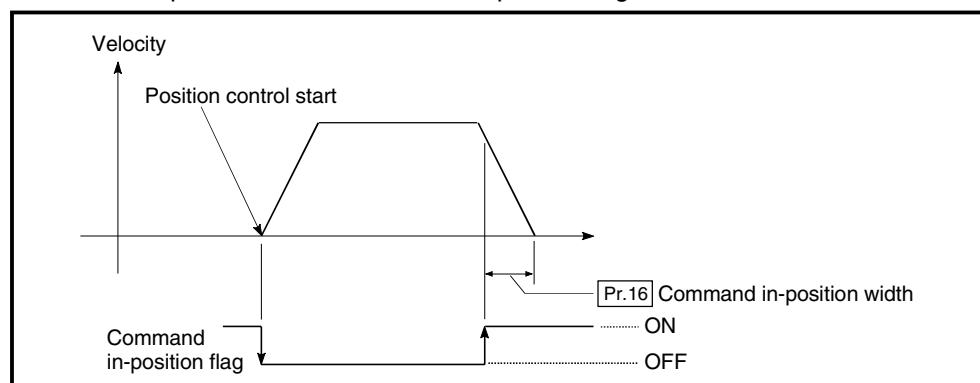 Velocity
Position control start
Pr.16 Command in-position width
ON
Command
in-position flag
OFF